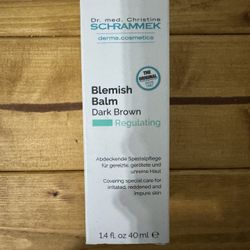 Dr. med. Christine
SCHRAMMEK
derma.cosmetics
Blemish
Balm
Dark Brown
Regulating
THE ORIGINAL
Abdeckende Spezialpflege
für gereizte, gerötete und
unreine Haut
Covering special care for
irritated, reddened and
impure skin
1.4 fl. oz 40 ml e